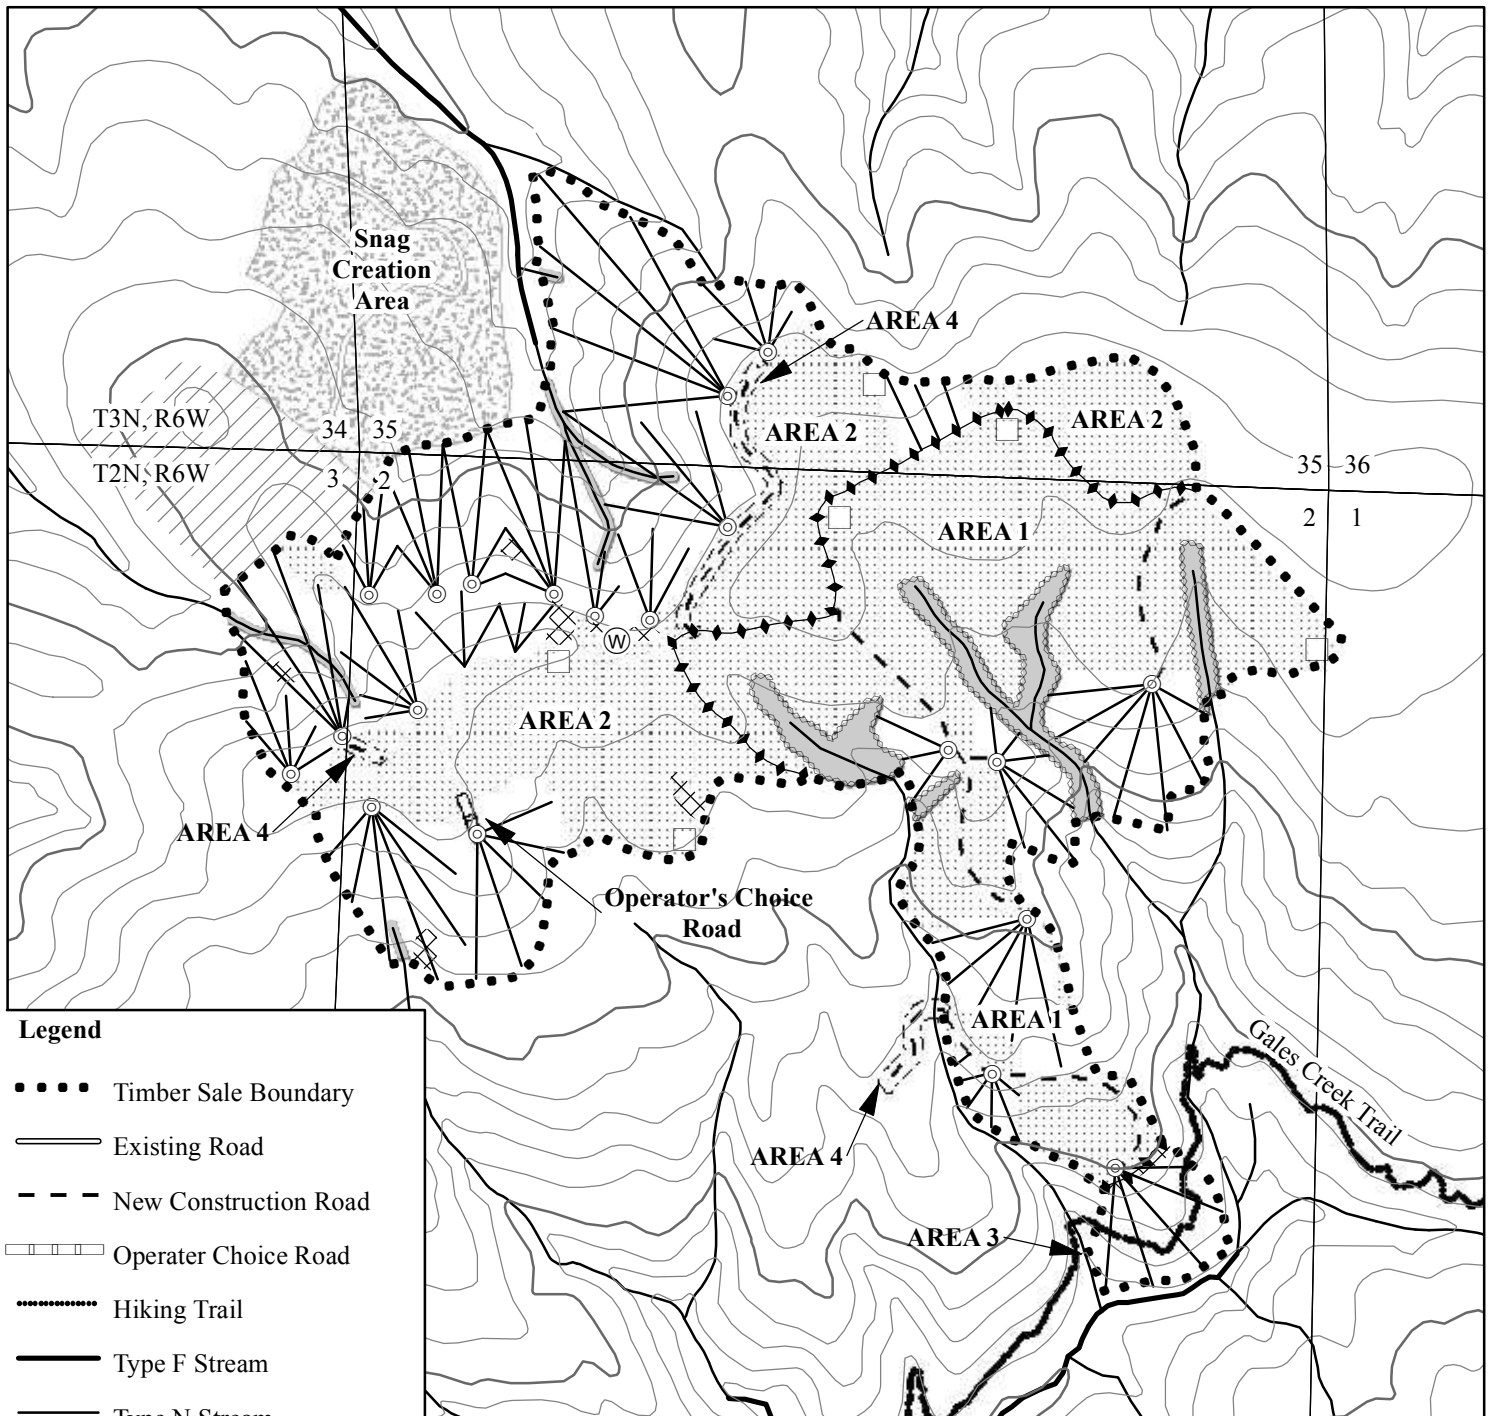 Snag
Creation
Area
AREA 4
T3N, R6W
34 35
AREA 2
AREA 2
T2N, R6W
3 2
35 36
AREA 1
2 1
W
AREA 2
AREA 4
Operator's Choice
Road
AREA 1
Gales Creek Trail
AREA 4
AREA 3
Legend
Timber Sale Boundary
Existing Road
New Construction Road
Operater Choice Road
Hiking Trail
Type F Stream
Type N Stream